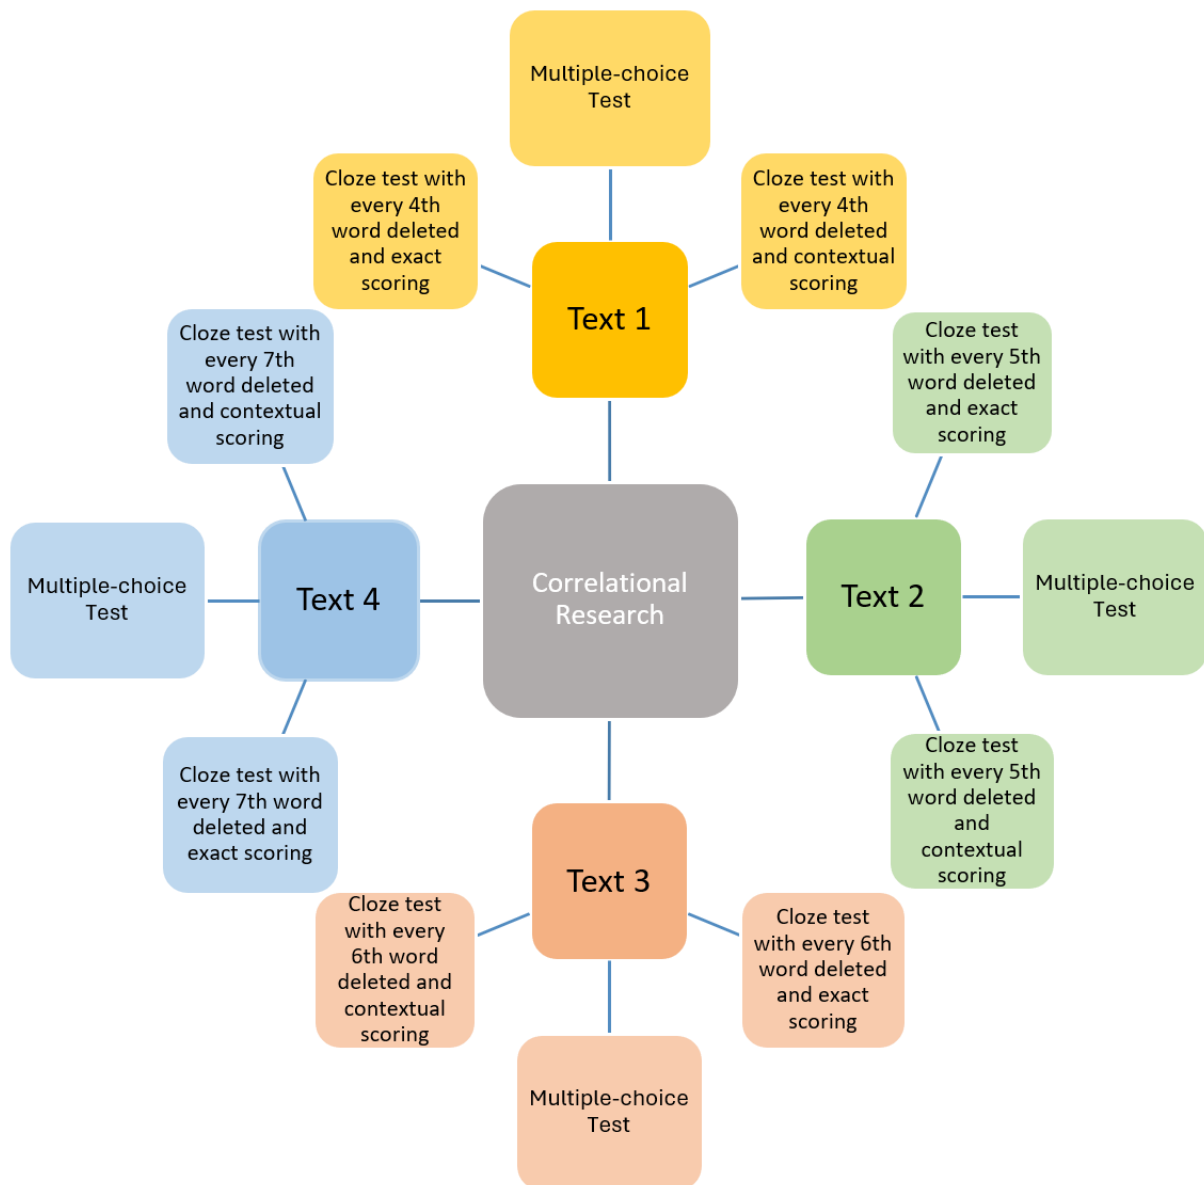 Multiple-choice
Test
Cloze test with
every 4th
word deleted
and exact
scoring
Cloze test with
every 4th
word deleted
and contextual
scoring
Text 1
Cloze test with
every 7th
word deleted
and contextual
scoring
Cloze test
with every 5th
word deleted
and exact
scoring
Multiple-choice
Test
Text 4
Correlational
Research
Text 2
Multiple-choice
Test
Cloze test with
every 7th word
deleted and
exact scoring
Cloze test
with every 5th
word deleted
and
contextual
scoring
Text 3
Cloze test
with every
6th word
deleted and
contextual
scoring
Cloze test
with every 6th
word deleted
and exact
scoring
Multiple-choice
Test